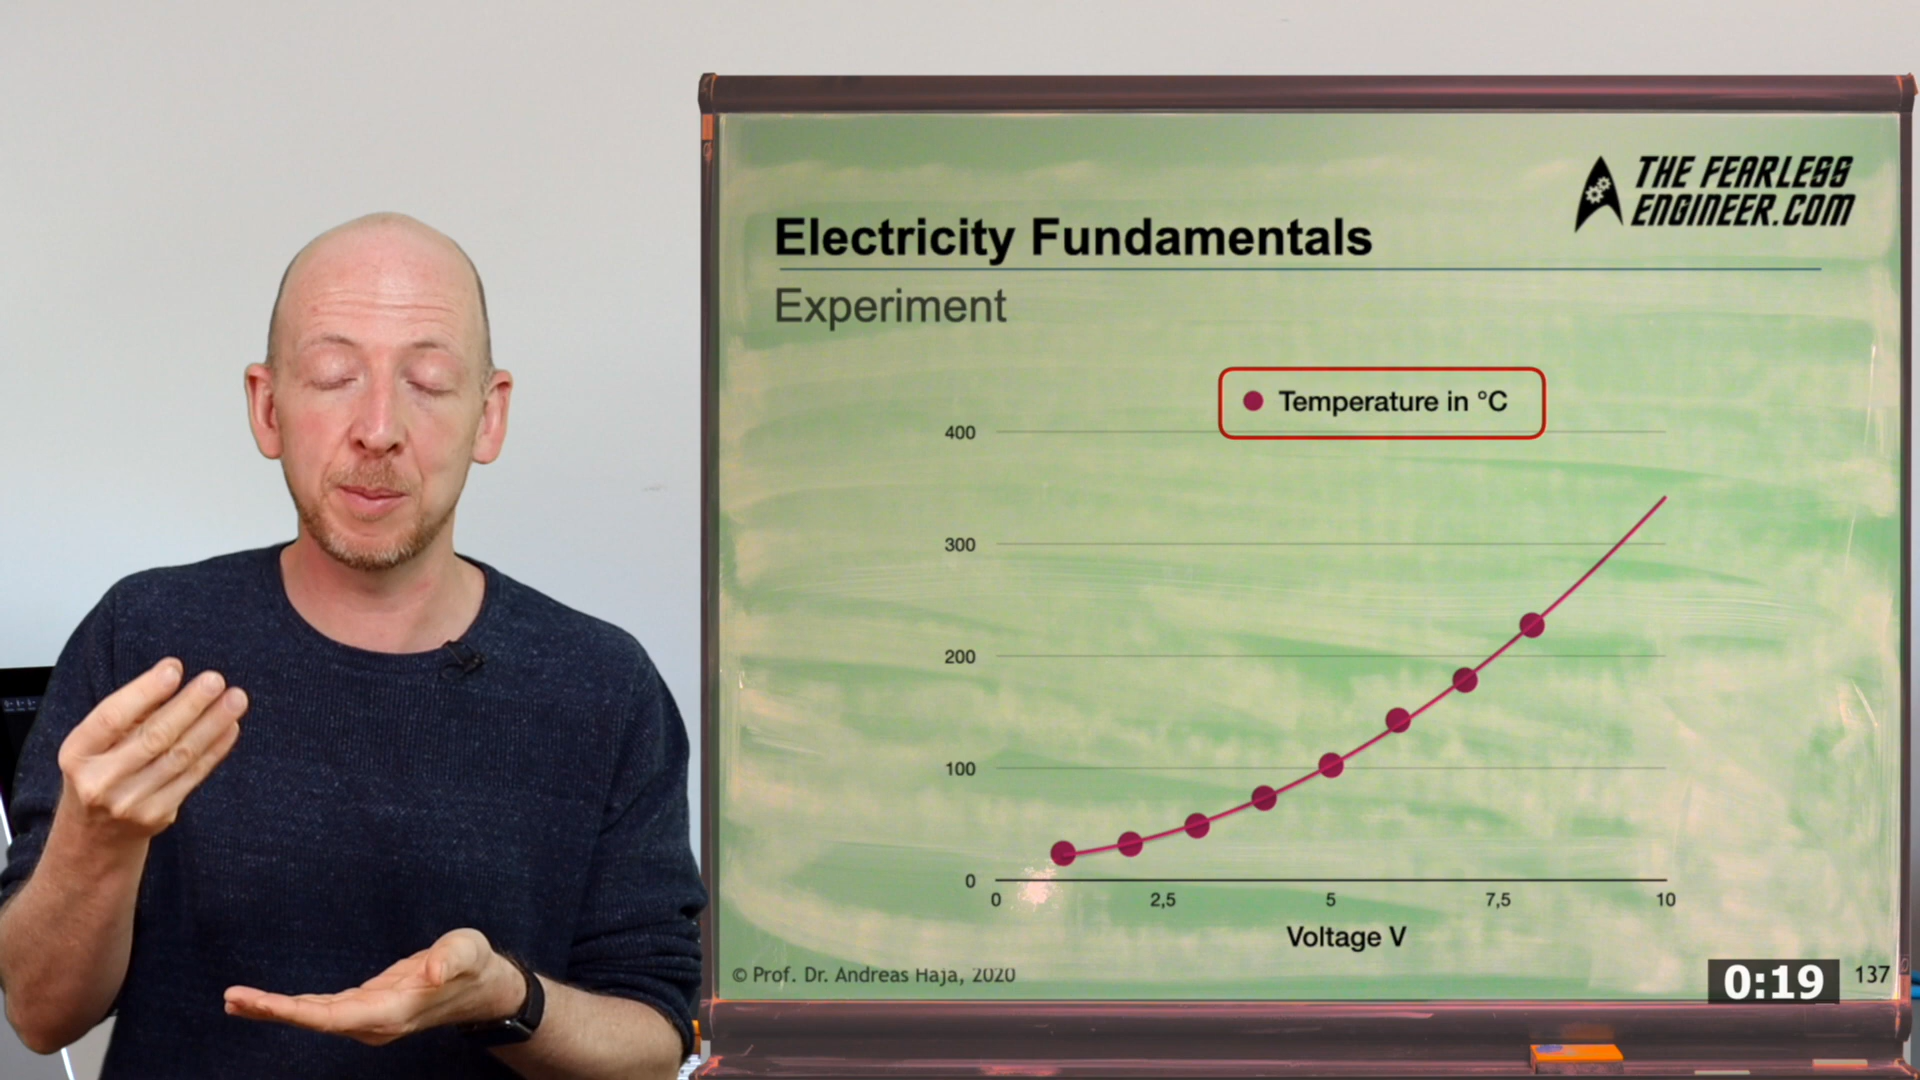 THE FEARLESS
ENGINEER.COM
Electricity Fundamentals
Experiment
Temperature in °C
400
300
200
100
0
0 2,5 5 7,5 10
Voltage V
© Prof. Dr. Andreas Haja, 2020
0:19
137